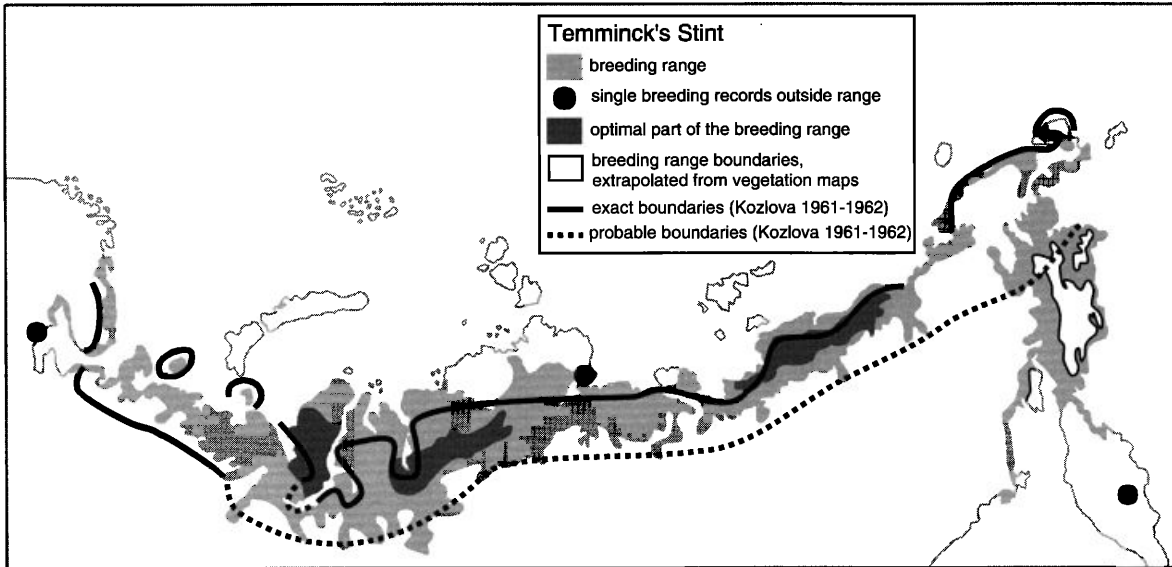 Temminck's Stint
breeding range
single breeding records outside range
optimal part of the breeding range
breeding range boundaries,
extrapolated from vegetation maps
exact boundaries (Kozlova 1961-1962)
probable boundaries (Kozlova 1961-1962)